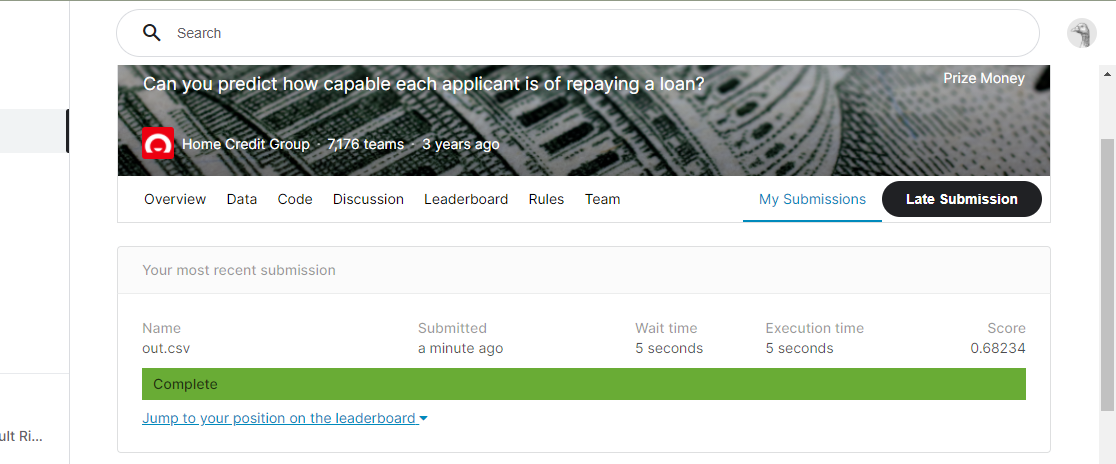 Search
Can you predict how capable each applicant is of repaying a loan?
Prize Money
Home Credit Group · 7,176 teams · 3 years ago
Overview Data Code Discussion Leaderboard Rules Team My Submissions Late Submission
Your most recent submission
Name Submitted Wait time Execution time Score
out.csv a minute ago 5 seconds 5 seconds 0.68234
Complete
Jump to your position on the leaderboard
ult Ri...